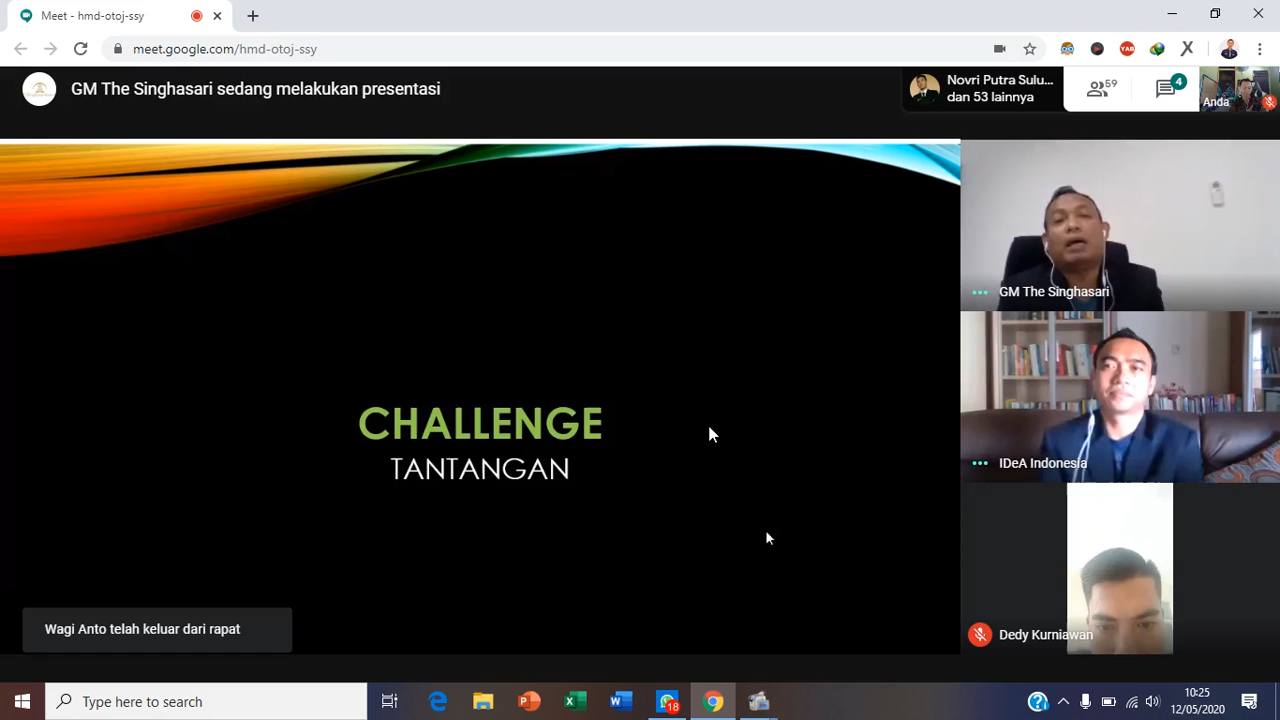 Meet - hmd-otoj-ssy
meet.google.com/hmd-otoj-ssy
YAB
X
GM The Singhasari sedang melakukan presentasi
Novri Putra Sulu...
dan 53 lainnya
59
4
Anda
GM The Singhasari
CHALLENGE
TANTANGAN
IDeA Indonesia
Wagi Anto telah keluar dari rapat
Dedy Kurniawan
Type here to search
18
10:25
12/05/2020